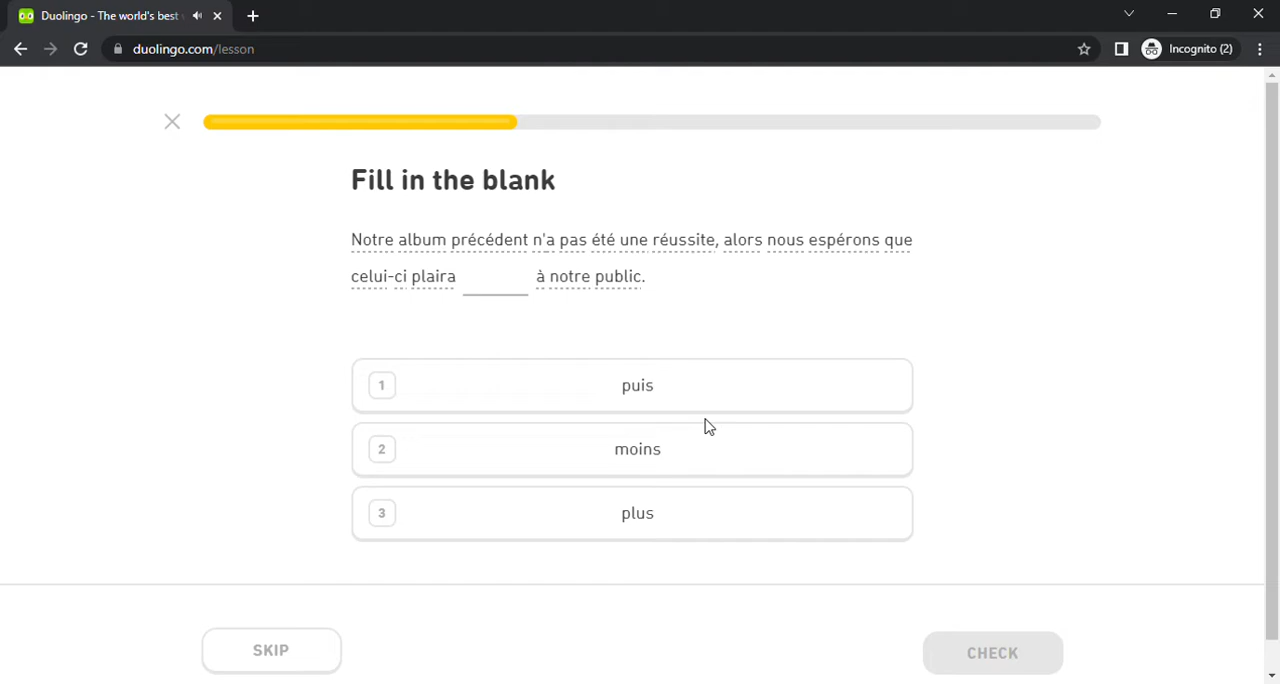 Duolingo - The world's best
duolingo.com/lesson
Incognito (2)
Fill in the blank
Notre album précédent n'a pas été une réussite, alors nous espérons que
celui-ci plaira ______ à notre public.
1 puis
2 moins
3 plus
SKIP
CHECK